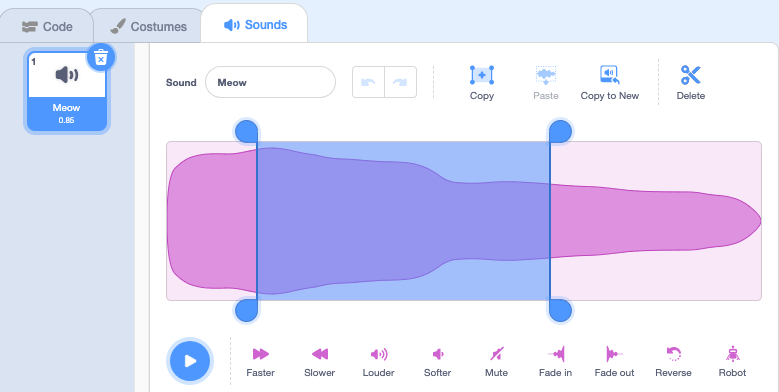 Code Costumes Sounds
1
Meow
0.85
Sound Meow
Copy Paste Copy to New Delete
Faster Slower Louder Softer Mute Fade in Fade out Reverse Robot